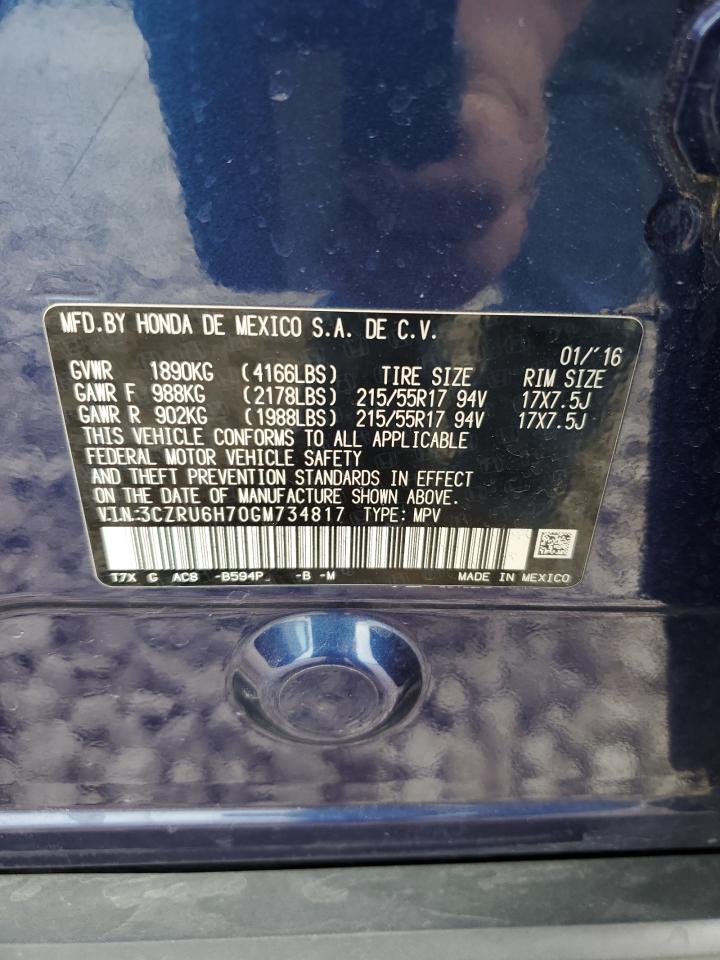 MFD.BY HONDA DE MEXICO S.A. DE C.V.
01/'16
GVWR 1890KG (4166LBS) TIRE SIZE RIM SIZE
GAWR F 988KG (2178LBS) 215/55R17 94V 17X7.5J
GAWR R 902KG (1988LBS) 215/55R17 94V 17X7.5J
THIS VEHICLE CONFORMS TO ALL APPLICABLE
FEDERAL MOTOR VEHICLE SAFETY
AND THEFT PREVENTION STANDARDS IN EFFECT
ON THE DATE OF MANUFACTURE SHOWN ABOVE.
V.I.N.:3CZRU6H70GM734817 TYPE: MPV
T7X G AC8 -B594P -B -M MADE IN MEXICO